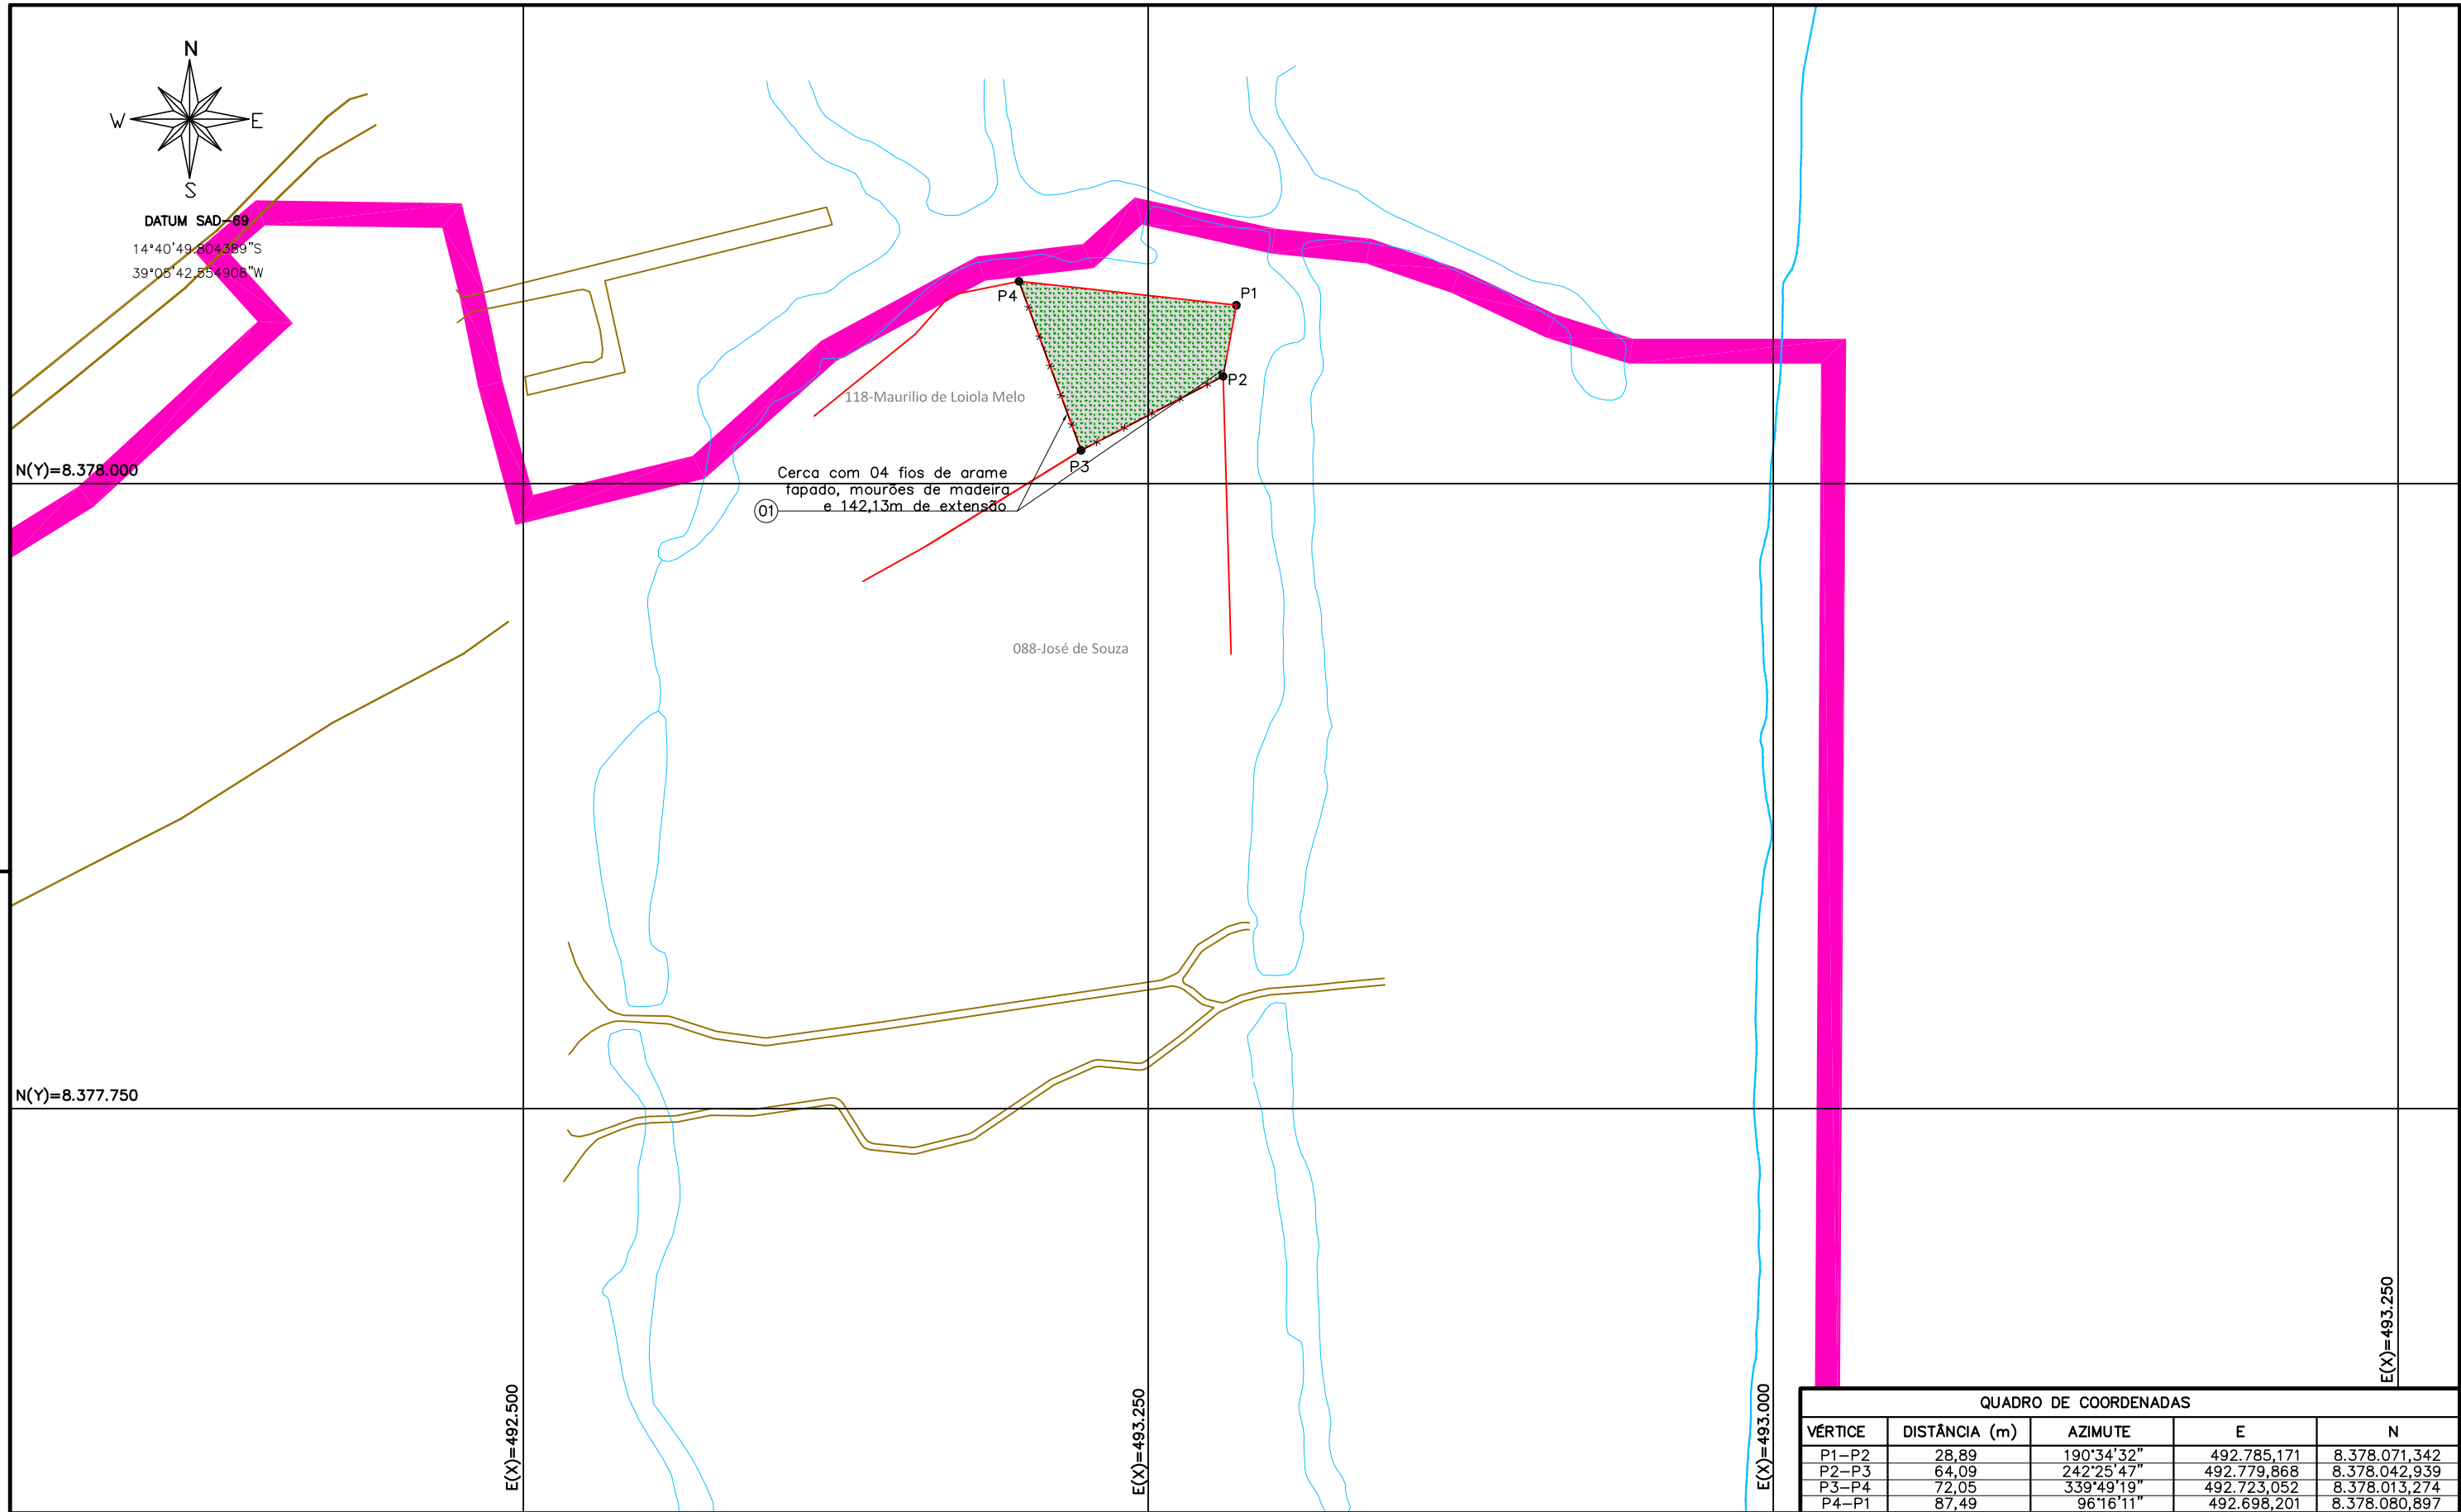 N
W
E
S
DATUM SAD-69
14°40'49.804389"S
39°05'42.554908"W
P4
P1
P2
118-Maurilio de Loiola Melo
P3
N(Y)=8.378.000
Cerca com 04 fios de arame
fapado, mourões de madeira
e 142,13m de extensão
01
088-José de Souza
N(Y)=8.377.750
E(X)=492.500
E(X)=493.250
E(X)=493.000
E(X)=493.250
QUADRO DE COORDENADAS
VÉRTICE DISTÂNCIA (m) AZIMUTE E N
P1-P2 28,89 190°34'32" 492.785,171 8.378.071,342
P2-P3 64,09 242°25'47" 492.779,868 8.378.042,939
P3-P4 72,05 339°49'19" 492.723,052 8.378.013,274
P4-P1 87,49 96°16'11" 492.698,201 8.378.080,897